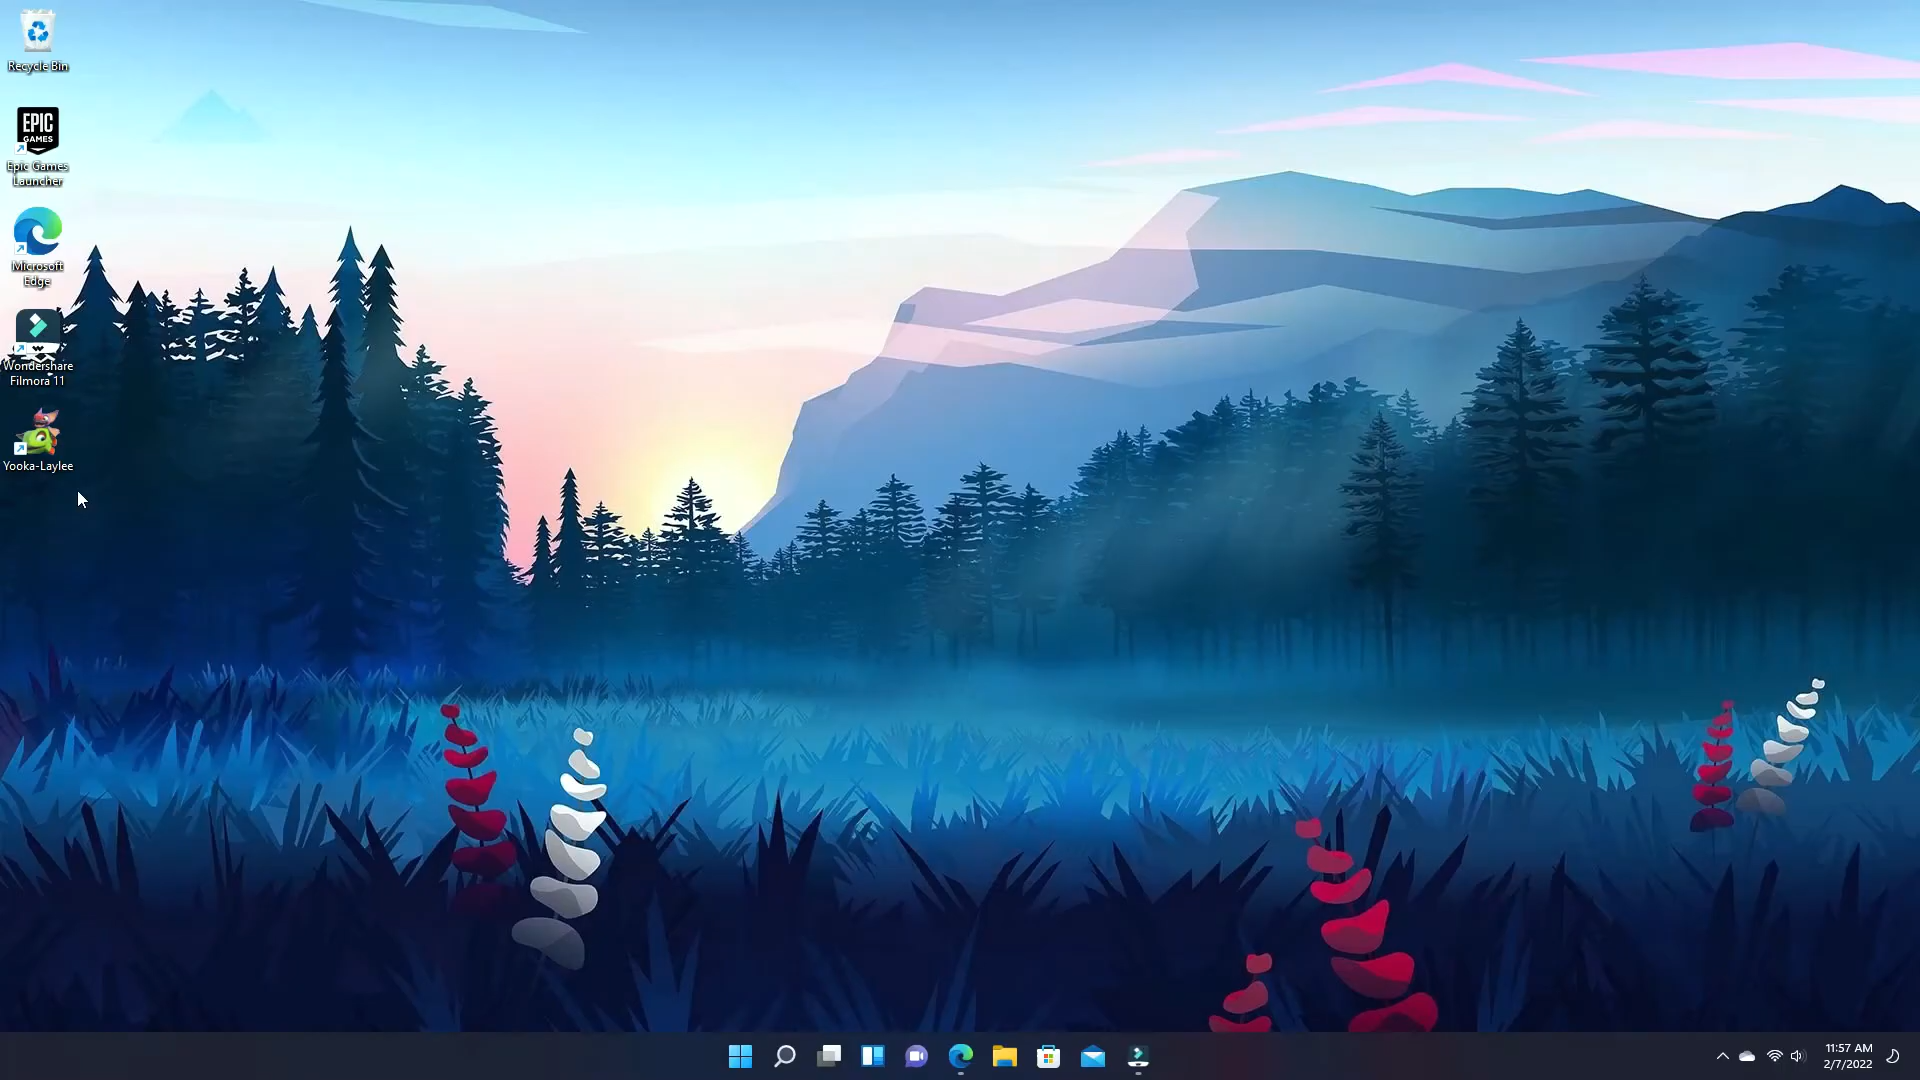 Recycle Bin
EPIC
GAMES
Epic Games
Launcher
Microsoft
Edge
Wondershare
Filmora 11
Yooka-Laylee
11:57 AM
2/7/2022